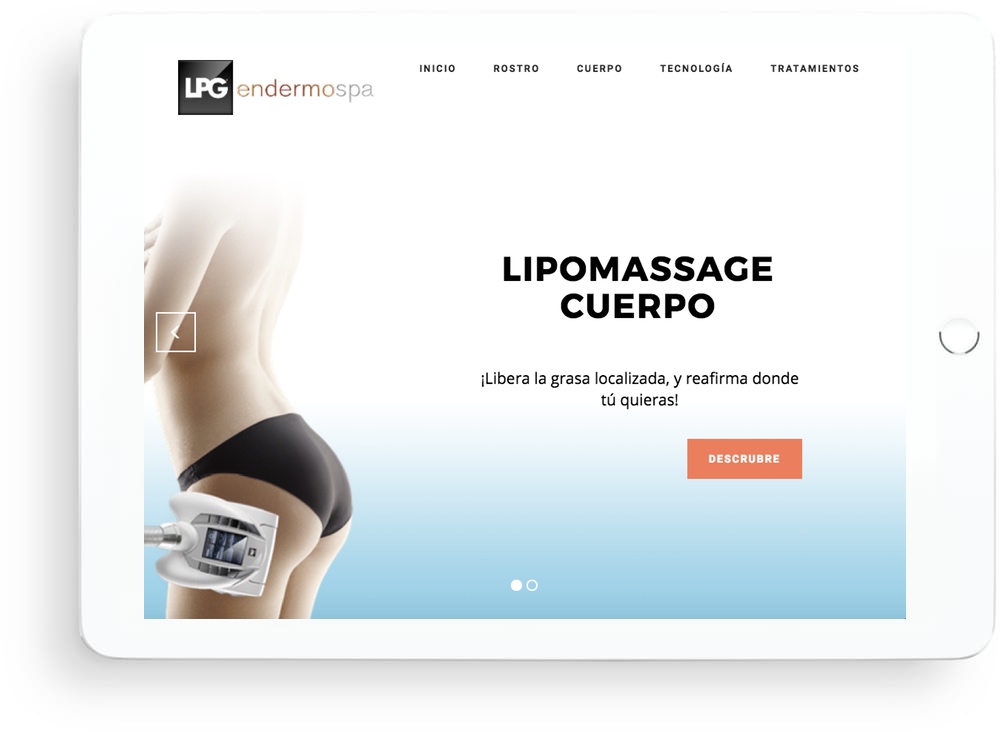 LPG endermospa
INICIO ROSTRO CUERPO TECNOLOGÍA TRATAMIENTOS
LIPOMASSAGE
CUERPO
¡Libera la grasa localizada, y reafirma donde
tú quieras!
DESCRUBRE